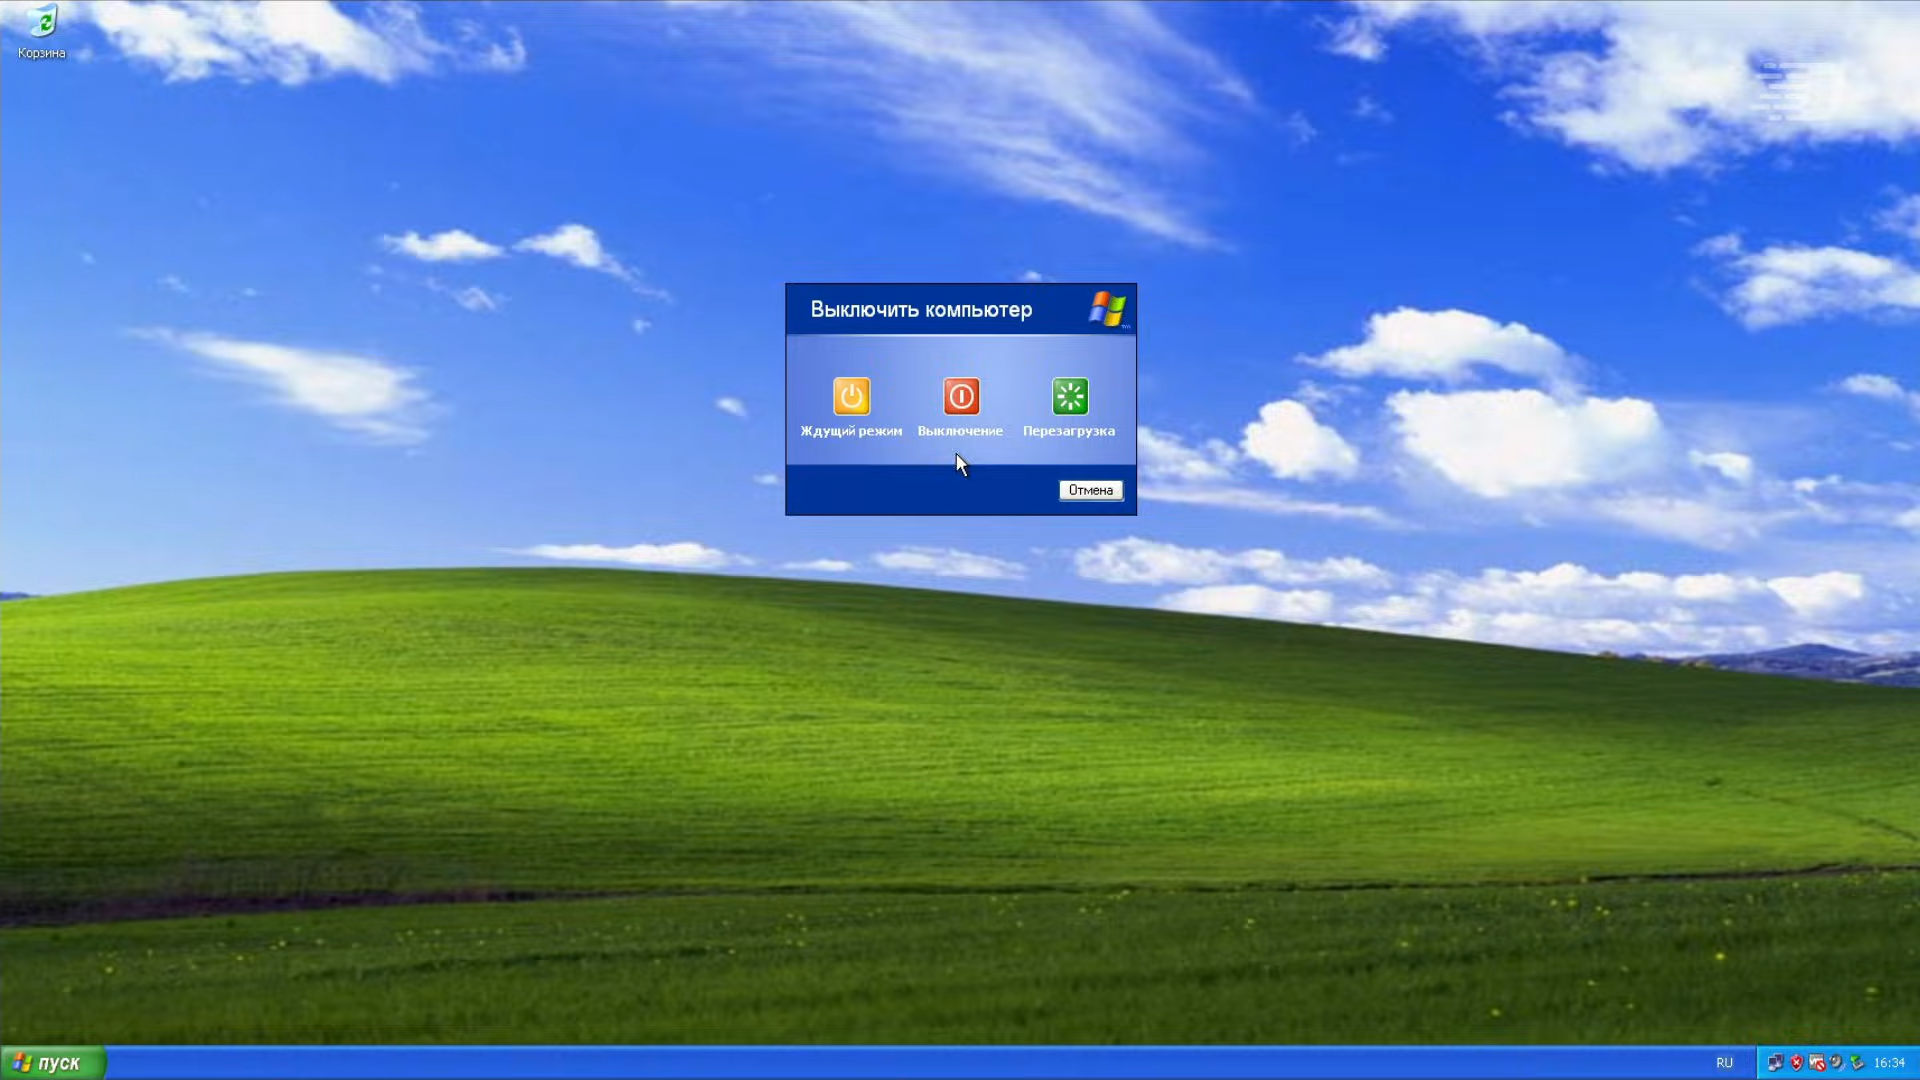 Корзина
Выключить компьютер
Ждущий режим
Выключение
Перезагрузка
Отмена
пуск
RU
16:34